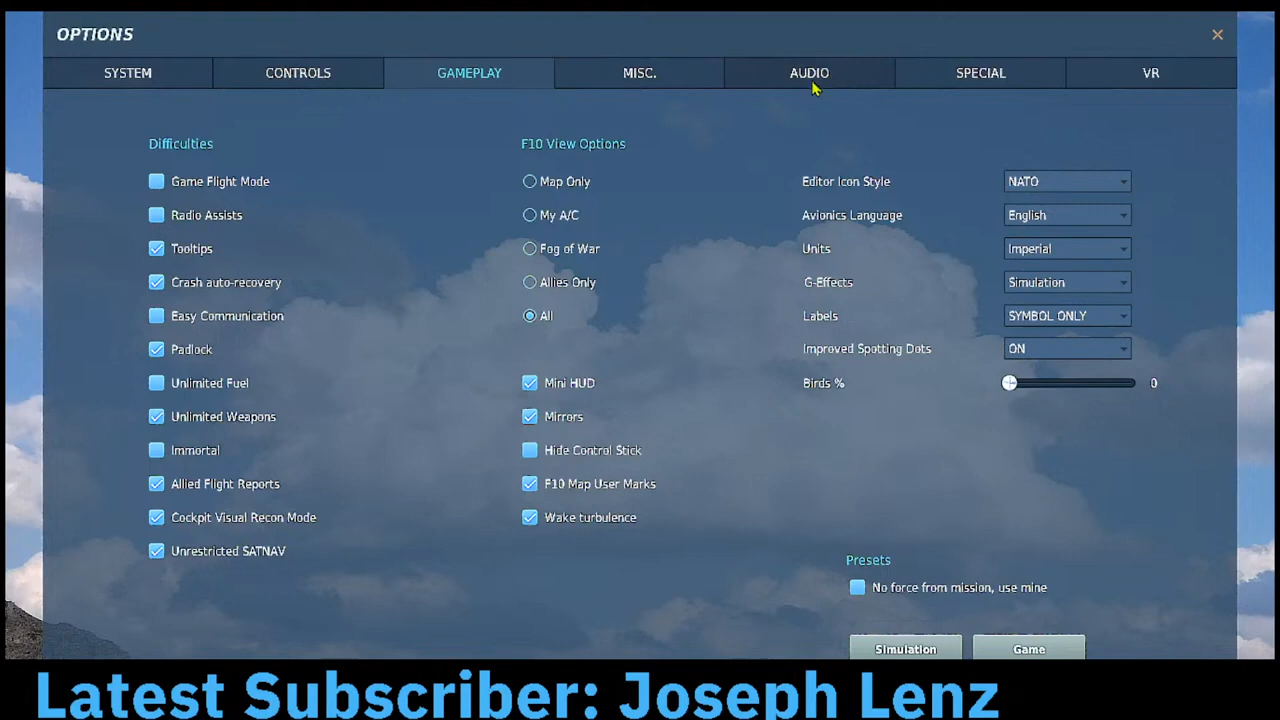 OPTIONS
SYSTEM
CONTROLS
GAMEPLAY
MISC.
AUDIO
SPECIAL
VR
Difficulties
Game Flight Mode
Radio Assists
Tooltips
Crash auto-recovery
Easy Communication
Padlock
Unlimited Fuel
Unlimited Weapons
Immortal
Allied Flight Reports
Cockpit Visual Recon Mode
Unrestricted SATNAV
F10 View Options
Map Only
My A/C
Fog of War
Allies Only
All
Mini HUD
Mirrors
Hide Control Stick
F10 Map User Marks
Wake turbulence
Editor Icon Style NATO
Avionics Language English
Units Imperial
G-Effects Simulation
Labels SYMBOL ONLY
Improved Spotting Dots ON
Birds % 0
Presets
No force from mission, use mine
Simulation
Game
Latest Subscriber: Joseph Lenz